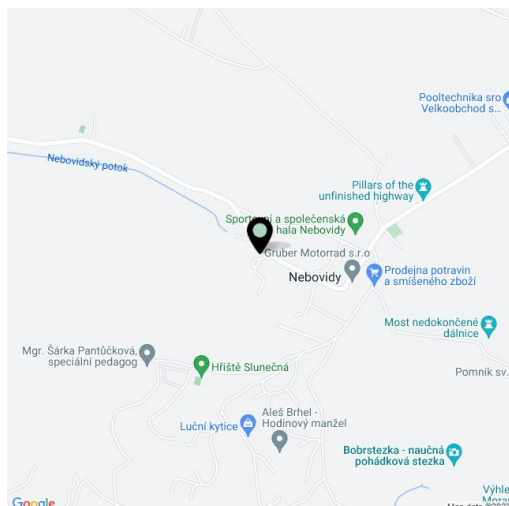 Pooltechnika sro
Velkoobchod s...
Nebovidský potok
Pillars of the
unfinished highway
Sportovní a společenská
hala Nebovidy
Gruber Motorrad s.r.o
Nebovidy
Prodejna potravin
a smíšeného zboží
Most nedokončené
dálnice
Mgr. Šárka Pantůčková,
speciální pedagog
Hřiště Slunečná
Pomník sv.
Aleš Brhel -
Hodinový manžel
Luční kytice
Bobrstezka - naučná
pohádková stezka
Výhle
Google